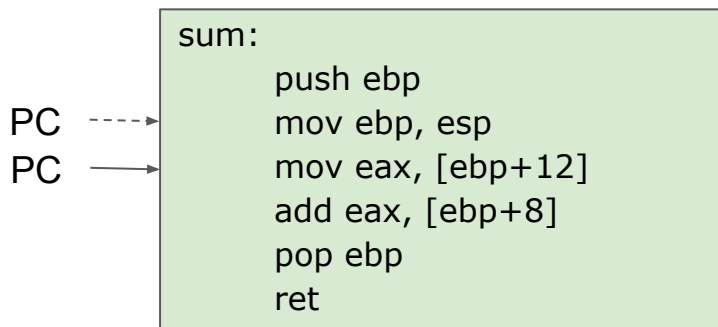 sum:
push ebp
PC mov ebp, esp
PC mov eax, [ebp+12]
add eax, [ebp+8]
pop ebp
ret